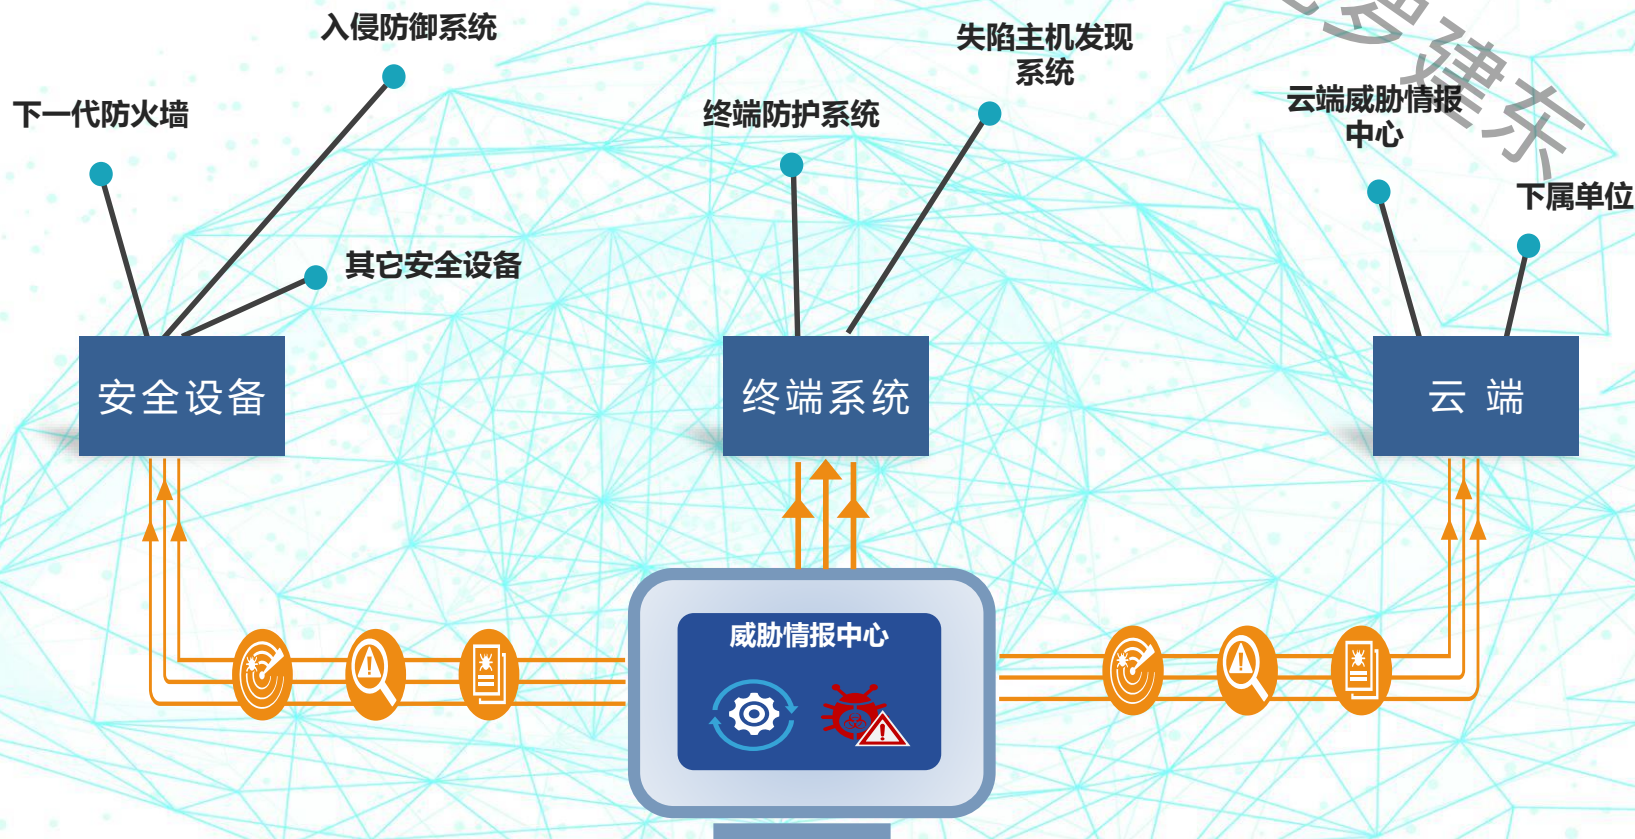 入侵防御系统
失陷主机发现
系统
下一代防火墙
终端防护系统
云端威胁情报
中心
下属单位
其它安全设备
安全设备
终端系统
云 端
威胁情报中心
罗建东